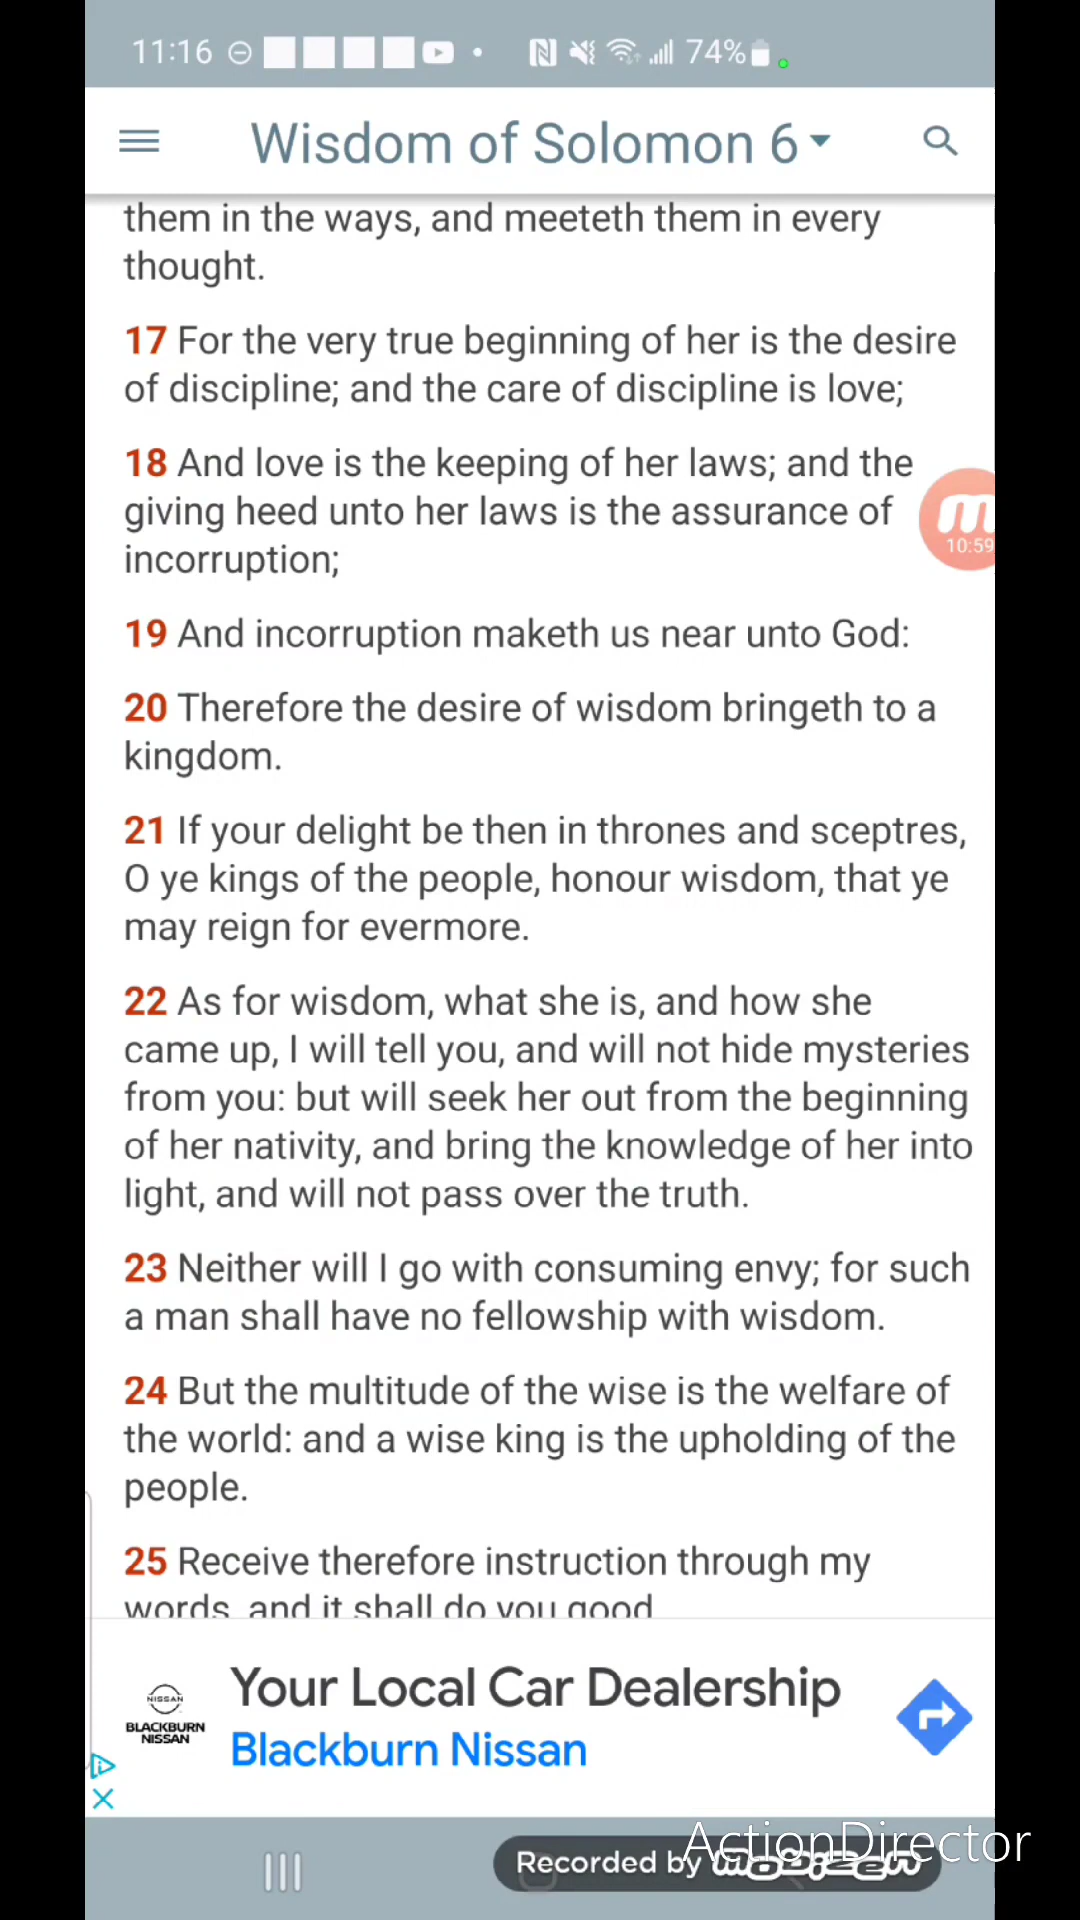 11:16 74%
Wisdom of Solomon 6
them in the ways, and meeteth them in every
thought.
17 For the very true beginning of her is the desire
of discipline; and the care of discipline is love;
18 And love is the keeping of her laws; and the
giving heed unto her laws is the assurance of
incorruption;
m
10:59
19 And incorruption maketh us near unto God:
20 Therefore the desire of wisdom bringeth to a
kingdom.
21 If your delight be then in thrones and sceptres,
O ye kings of the people, honour wisdom, that ye
may reign for evermore.
22 As for wisdom, what she is, and how she
came up, I will tell you, and will not hide mysteries
from you: but will seek her out from the beginning
of her nativity, and bring the knowledge of her into
light, and will not pass over the truth.
23 Neither will I go with consuming envy; for such
a man shall have no fellowship with wisdom.
24 But the multitude of the wise is the welfare of
the world: and a wise king is the upholding of the
people.
25 Receive therefore instruction through my
words, and it shall do you good
Your Local Car Dealership
NISSAN
BLACKBURN
NISSAN
Blackburn Nissan
ActionDirector
Recorded by mobizen